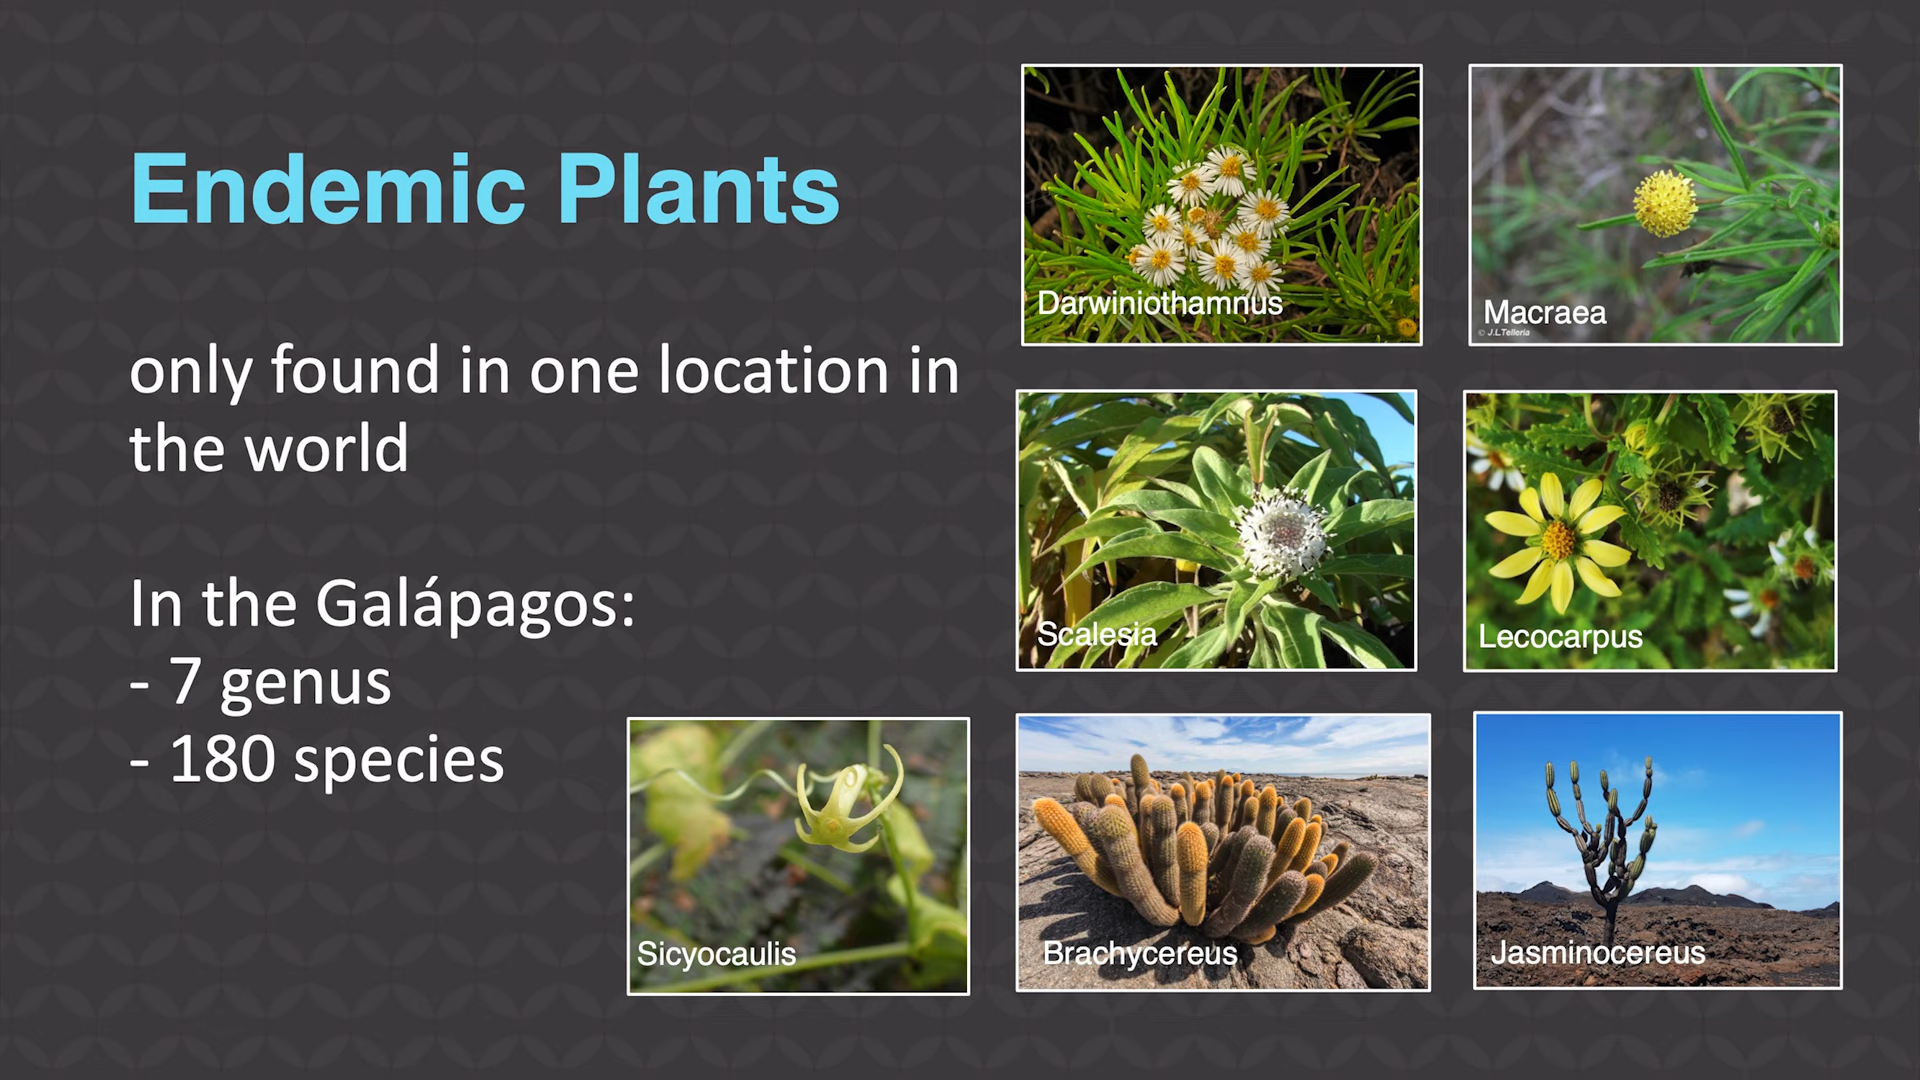 Endemic Plants
only found in one location in
the world
In the Galápagos:
- 7 genus
- 180 species
Darwiniothamnus
Macraea
© J.L.Tellería
Scalesia
Lecocarpus
Sicyocaulis
Brachycereus
Jasminocereus